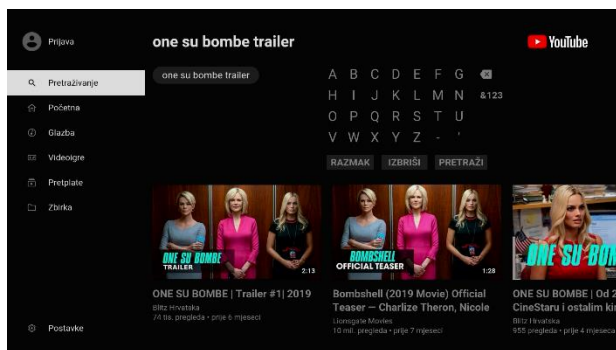 Prijava
one su bombe trailer
YouTube
Pretraživanje
Početna
Glazba
Videoigre
Pretplate
Zbirka
Postavke
one su bombe trailer
A B C D E F G
H I J K L M N &123
O P Q R S T U
V W X Y Z - '
RAZMAK IZBRIŠI PRETRAŽI
ONE SU BOMBE
TRAILER
2:13
ONE SU BOMBE | Trailer #1| 2019
Blitz Hrvatska
74 tis. pregleda • prije 6 mjeseci
BOMBSHELL
OFFICIAL TEASER
1:28
Bombshell (2019 Movie) Official
Teaser — Charlize Theron, Nicole
Lionsgate Movies
10 mil. pregleda • prije 7 mjeseci
ONE SU BOM
ONE SU BOMBE | Od 2
CineStaru i ostalim kin
Blitz Hrvatska
955 pregleda • prije 4 mjeseca